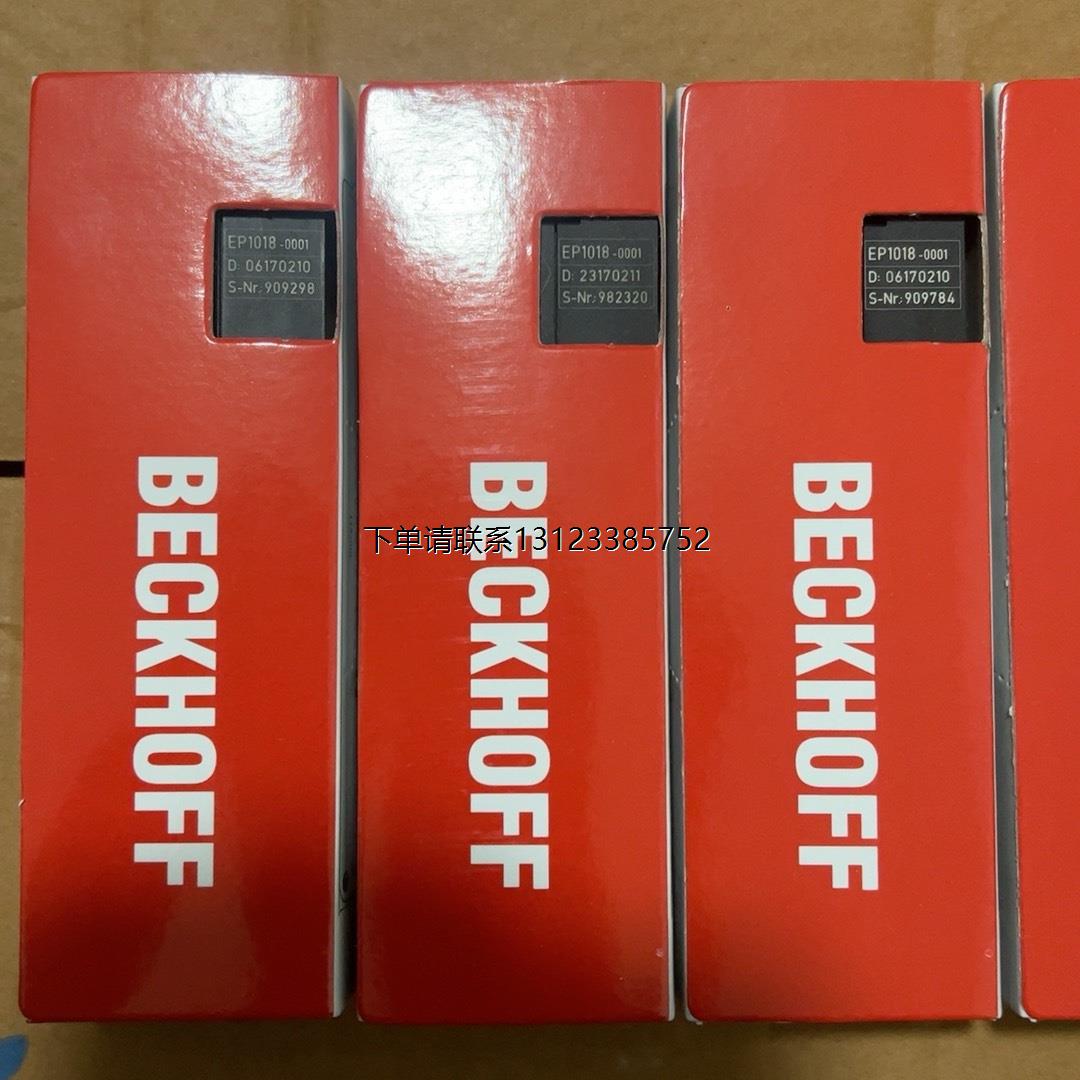 EP1018-0001
D: 06170210
S-Nr.: 909298
BECKHOFF
EP1018-0001
D: 23170211
S-Nr.: 982320
BECKHOFF
EP1018-0001
D: 06170210
S-Nr.: 909784
BECKHOFF
下单请联系13123385752